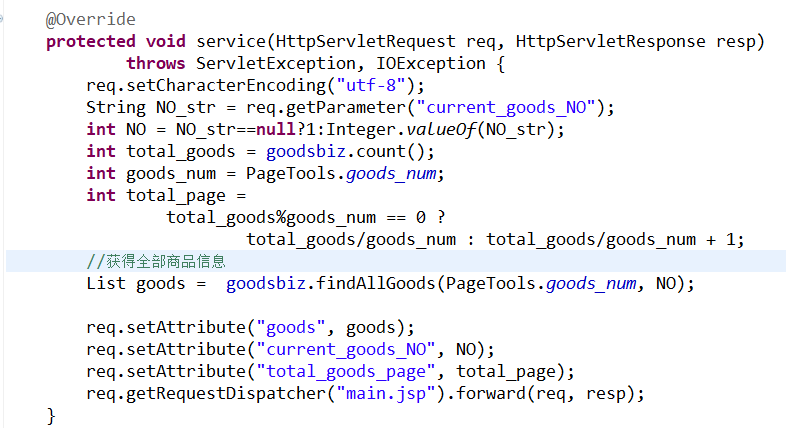 @Override
protected void service(HttpServletRequest req, HttpServletResponse resp)
throws ServletException, IOException {
req.setCharacterEncoding("utf-8");
String NO_str = req.getParameter("current_goods_NO");
int NO = NO_str==null?1:Integer.valueOf(NO_str);
int total_goods = goodsbiz.count();
int goods_num = PageTools.goods_num;
int total_page =
total_goods%goods_num == 0 ?
total_goods/goods_num : total_goods/goods_num + 1;
//获得全部商品信息
List goods =  goodsbiz.findAllGoods(PageTools.goods_num, NO);
req.setAttribute("goods", goods);
req.setAttribute("current_goods_NO", NO);
req.setAttribute("total_goods_page", total_page);
req.getRequestDispatcher("main.jsp").forward(req, resp);
}